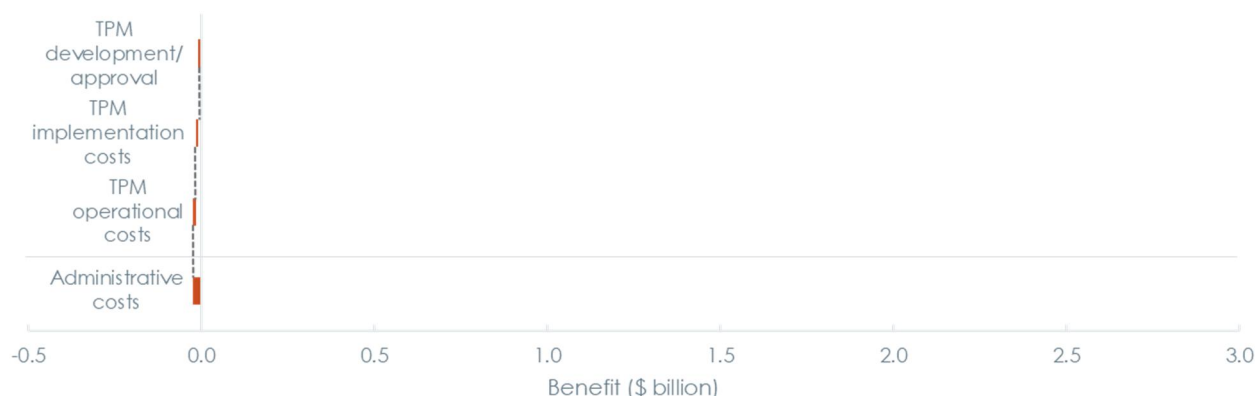 TPM
development/
approval
TPM
implementation
costs
TPM
operational
costs
Administrative
costs
-0.5 0.0 0.5 1.0 1.5 2.0 2.5 3.0
Benefit ($ billion)